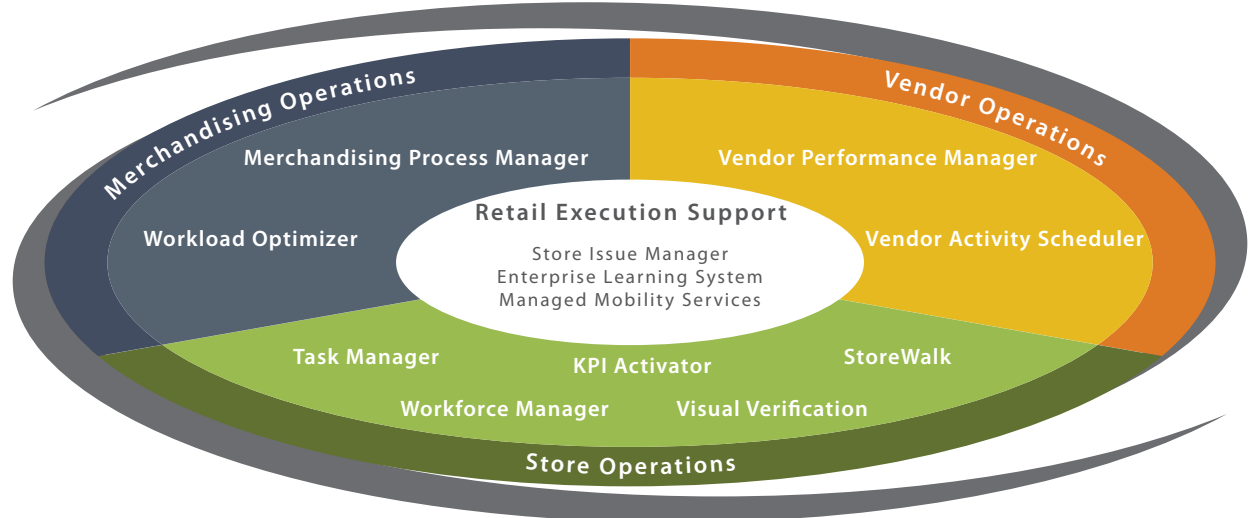 Merchandising Operations
Vendor Operations
Merchandising Process Manager
Vendor Performance Manager
Workload Optimizer
Vendor Activity Scheduler
Retail Execution Support
Store Issue Manager
Enterprise Learning System
Managed Mobility Services
Task Manager
KPI Activator
StoreWalk
Workforce Manager
Visual Verification
Store Operations